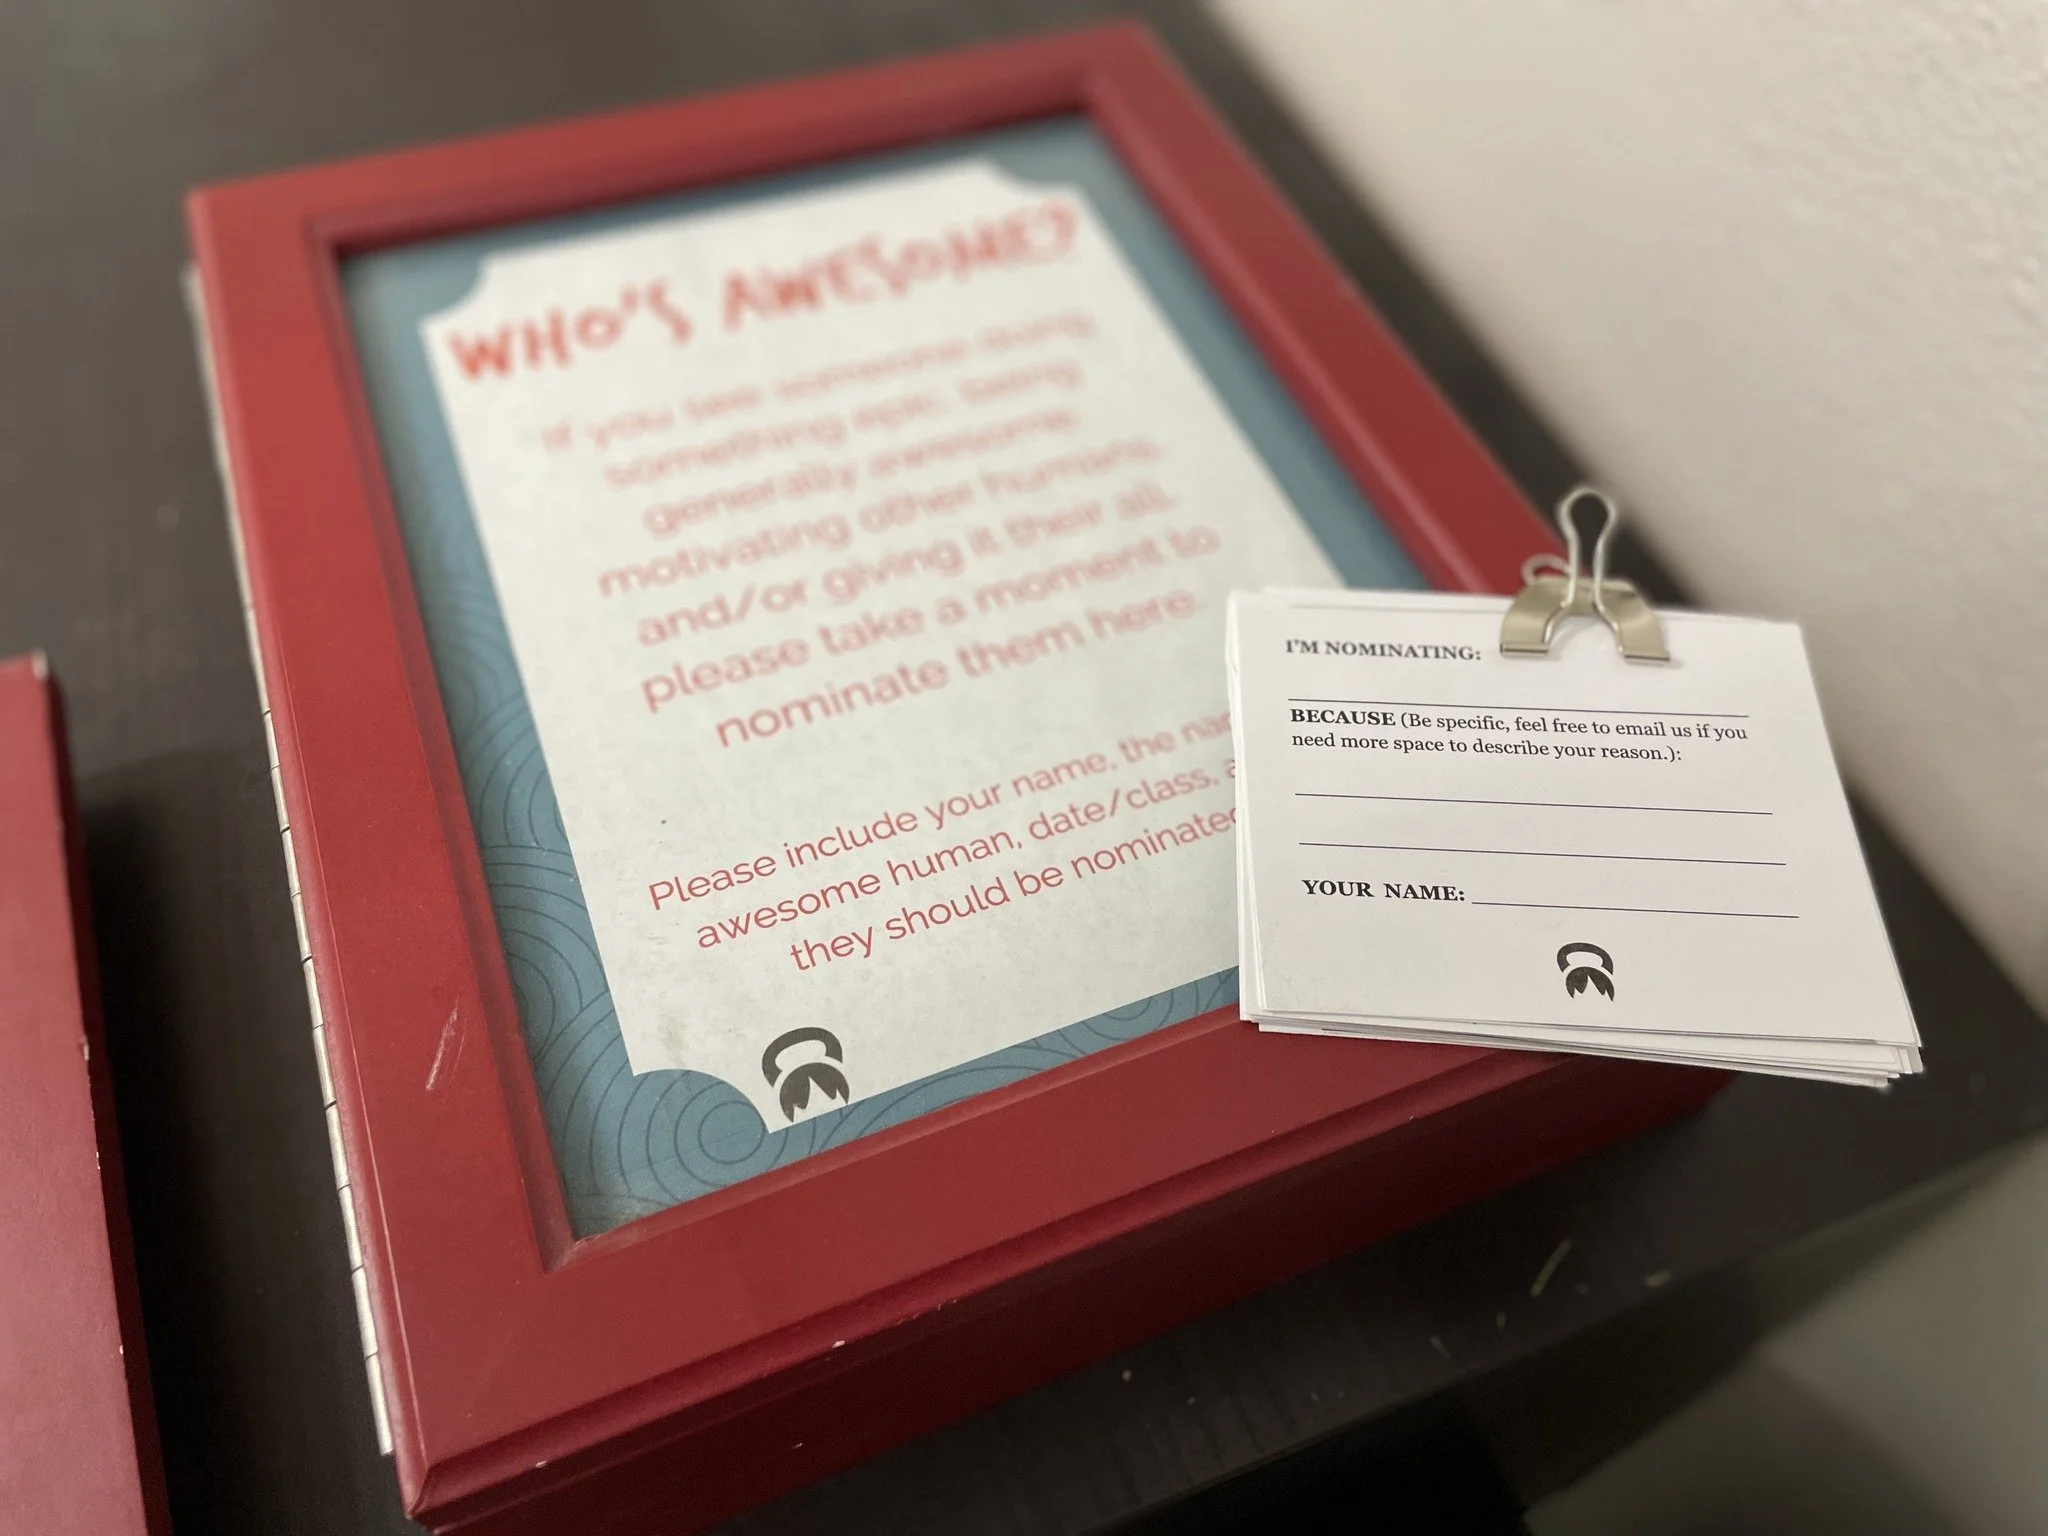 WHO'S AWESOME?
If you see someone doing
something epic, being
generally awesome,
motivating other humans,
and/or giving it their all,
please take a moment to
nominate them here.
Please include your name, the
awesome human, date/class,
they should be nominated
I'M NOMINATING:
BECAUSE (Be specific, feel free to email us if you
need more space to describe your reason.):
YOUR NAME: